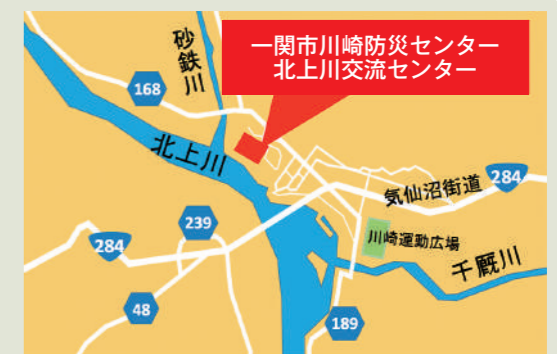 一関市川崎防災センター
北上川交流センター
砂鉄川
168
北上川
284
気仙沼街道
239
川崎運動広場
284
千厩川
48
189